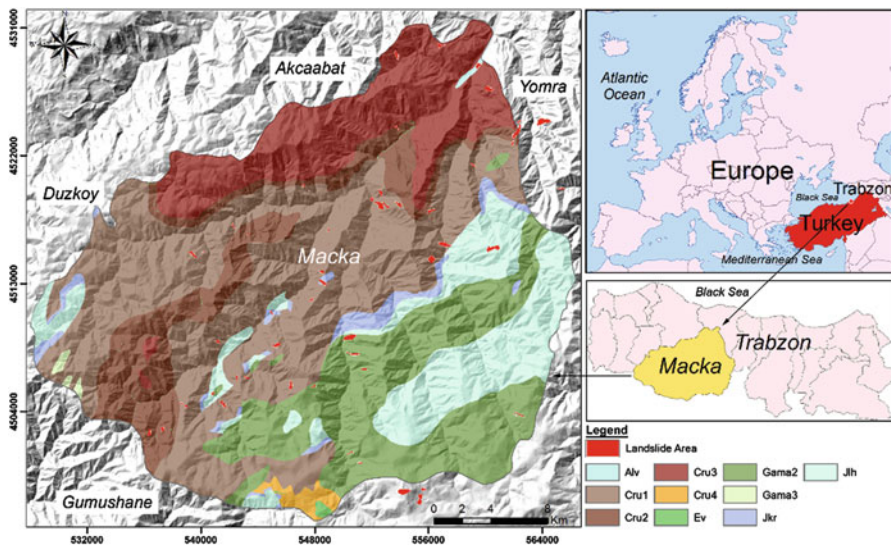 4531000
4522000
4513000
4504000
532000
540000
548000
556000
564000
Akcaabat
Yomra
Duzkoy
Macka
Gumushane
0
2
4
8
Km
Atlantic
Ocean
Europe
Black Sea
Trabzon
Turkey
Mediterranean Sea
Black Sea
Trabzon
Macka
Legend
Landslide Area
Alv
Cru3
Gama2
Jlh
Cru1
Cru4
Gama3
Cru2
Ev
Jkr